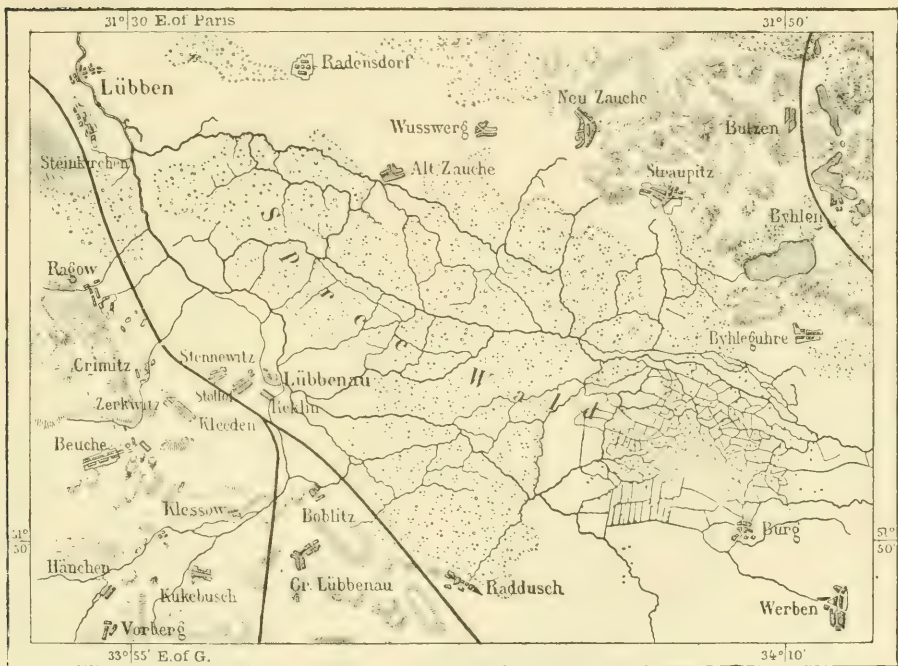 31° 30 E. of Paris
31° 50'
Lübben
Radensdorf
Neu Zauche
Wusswerg
Butzen
Steinkirchen
Alt Zauche
Straupitz
Byhlen
Spree Wald
Ragow
Byhleguhre
Stennewitz
Crimitz
Lübbenau
Zerkwitz
Kleeden
Beuche
Klessow
Boblitz
Burg
51°
50'
51°
50'
Hänchen
Kukebusch
Gr. Lübbenau
Raddusch
Werben
Vorberg
33° 55' E. of G.
34° 10'